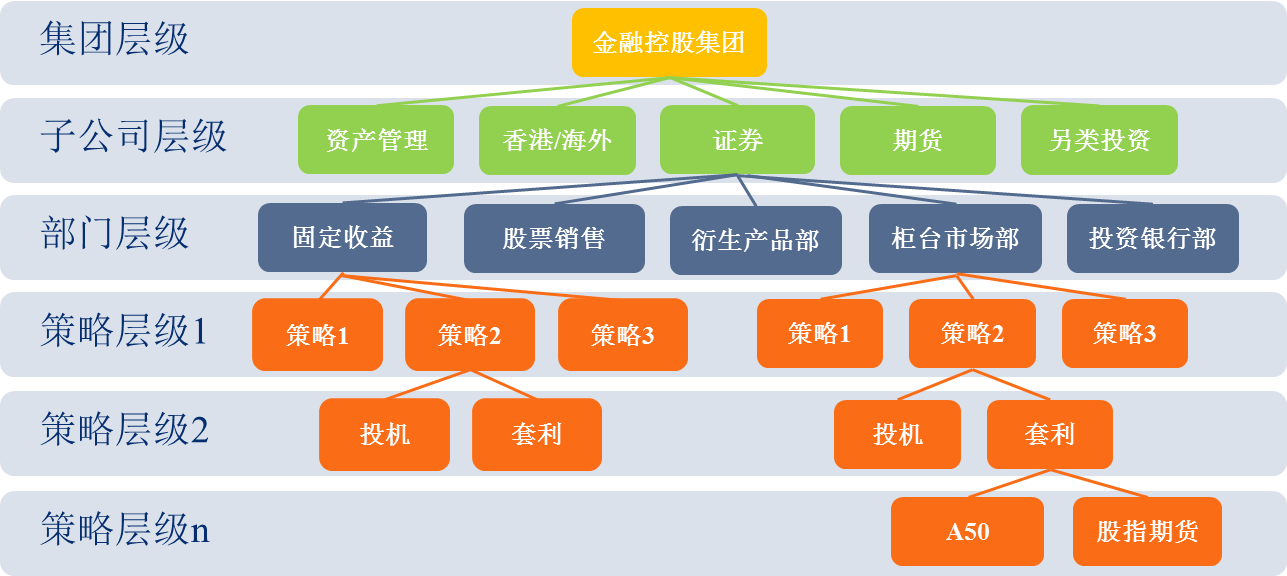 集团层级
金融控股集团
子公司层级
资产管理
香港/海外
证券
期货
另类投资
部门层级
固定收益
股票销售
衍生产品部
柜台市场部
投资银行部
策略层级1
策略1
策略2
策略3
策略1
策略2
策略3
策略层级2
投机
套利
投机
套利
策略层级n
A50
股指期货